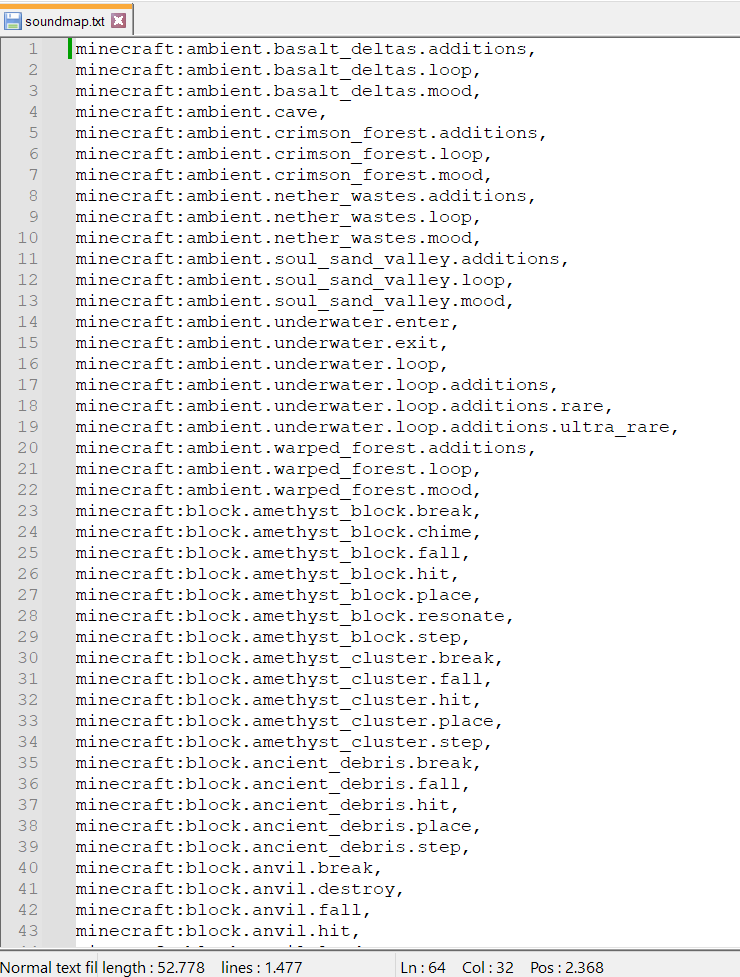 soundmap.txt
1 minecraft:ambient.basalt_deltas.additions,
2 minecraft:ambient.basalt_deltas.loop,
3 minecraft:ambient.basalt_deltas.mood,
4 minecraft:ambient.cave,
5 minecraft:ambient.crimson_forest.additions,
6 minecraft:ambient.crimson_forest.loop,
7 minecraft:ambient.crimson_forest.mood,
8 minecraft:ambient.nether_wastes.additions,
9 minecraft:ambient.nether_wastes.loop,
10 minecraft:ambient.nether_wastes.mood,
11 minecraft:ambient.soul_sand_valley.additions,
12 minecraft:ambient.soul_sand_valley.loop,
13 minecraft:ambient.soul_sand_valley.mood,
14 minecraft:ambient.underwater.enter,
15 minecraft:ambient.underwater.exit,
16 minecraft:ambient.underwater.loop,
17 minecraft:ambient.underwater.loop.additions,
18 minecraft:ambient.underwater.loop.additions.rare,
19 minecraft:ambient.underwater.loop.additions.ultra_rare,
20 minecraft:ambient.warped_forest.additions,
21 minecraft:ambient.warped_forest.loop,
22 minecraft:ambient.warped_forest.mood,
23 minecraft:block.amethyst_block.break,
24 minecraft:block.amethyst_block.chime,
25 minecraft:block.amethyst_block.fall,
26 minecraft:block.amethyst_block.hit,
27 minecraft:block.amethyst_block.place,
28 minecraft:block.amethyst_block.resonate,
29 minecraft:block.amethyst_block.step,
30 minecraft:block.amethyst_cluster.break,
31 minecraft:block.amethyst_cluster.fall,
32 minecraft:block.amethyst_cluster.hit,
33 minecraft:block.amethyst_cluster.place,
34 minecraft:block.amethyst_cluster.step,
35 minecraft:block.ancient_debris.break,
36 minecraft:block.ancient_debris.fall,
37 minecraft:block.ancient_debris.hit,
38 minecraft:block.ancient_debris.place,
39 minecraft:block.ancient_debris.step,
40 minecraft:block.anvil.break,
41 minecraft:block.anvil.destroy,
42 minecraft:block.anvil.fall,
43 minecraft:block.anvil.hit,
Normal text fil length : 52.778 lines : 1.477 Ln : 64 Col : 32 Pos : 2.368